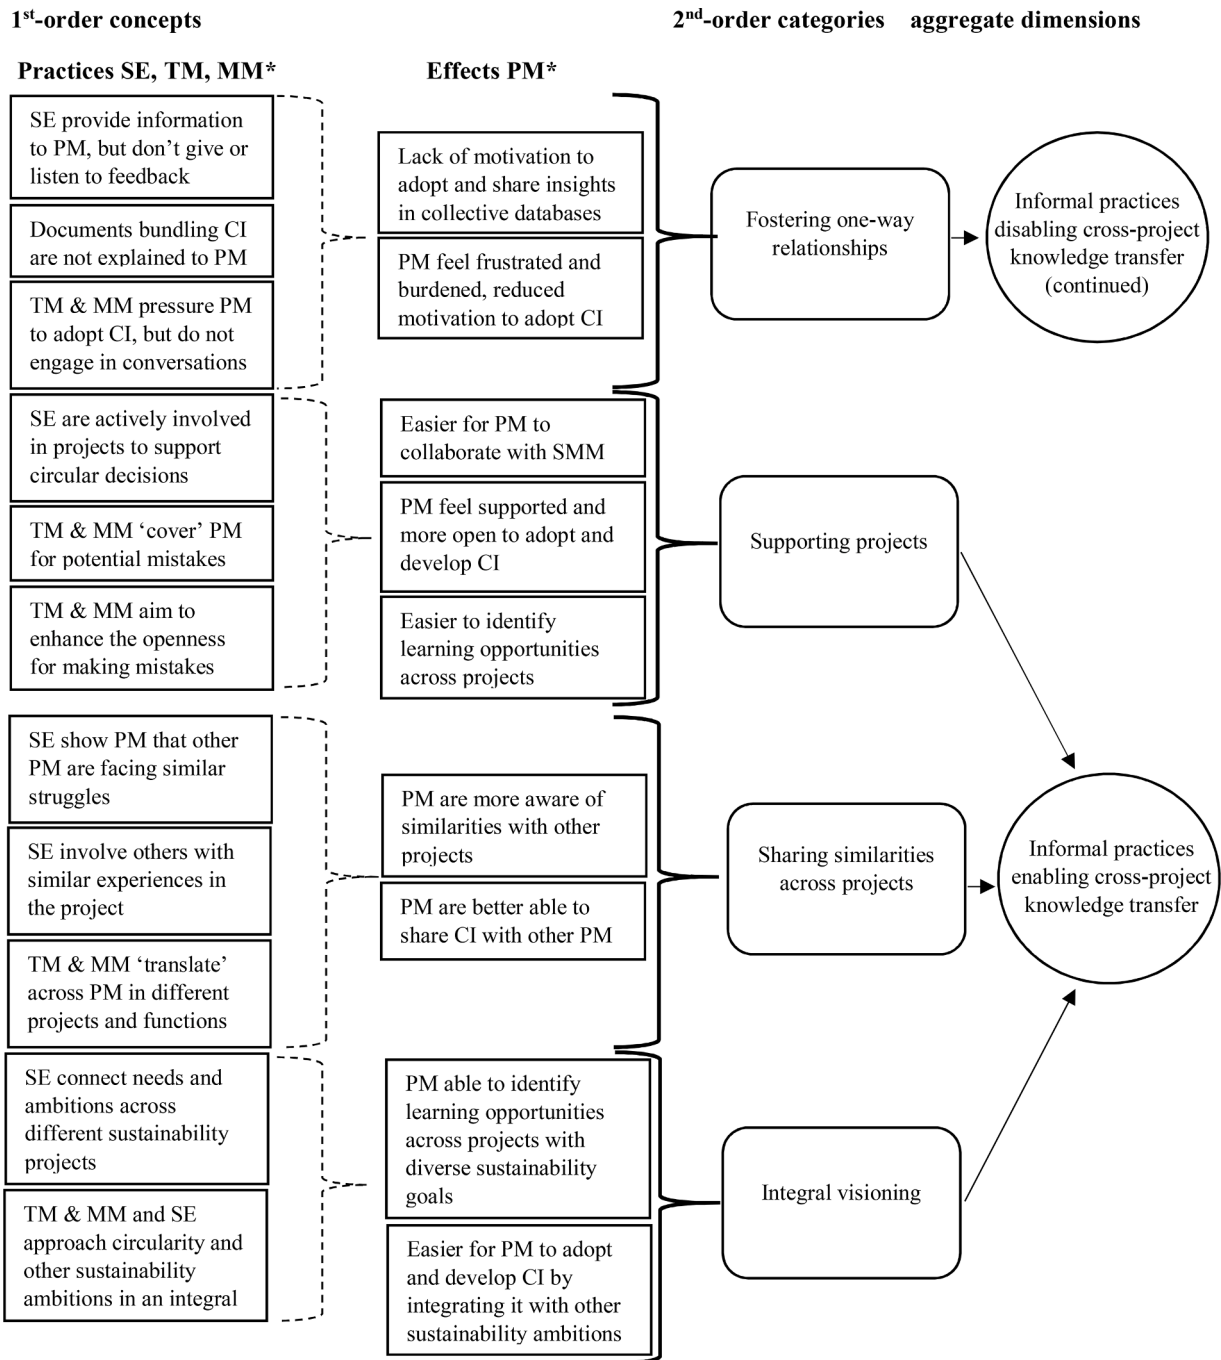 1st-order concepts
2nd-order categories aggregate dimensions
Practices SE, TM, MM*
Effects PM*
SE provide information
to PM, but don’t give or
listen to feedback
Documents bundling CI
are not explained to PM
TM & MM pressure PM
to adopt CI, but do not
engage in conversations
Lack of motivation to
adopt and share insights
in collective databases
PM feel frustrated and
burdened, reduced
motivation to adopt CI
Fostering one-way
relationships
Informal practices
disabling cross-project
knowledge transfer
(continued)
SE are actively involved
in projects to support
circular decisions
TM & MM ‘cover’ PM
for potential mistakes
TM & MM aim to
enhance the openness
for making mistakes
Easier for PM to
collaborate with SMM
PM feel supported and
more open to adopt and
develop CI
Easier to identify
learning opportunities
across projects
Supporting projects
SE show PM that other
PM are facing similar
struggles
SE involve others with
similar experiences in
the project
TM & MM ‘translate’
across PM in different
projects and functions
PM are more aware of
similarities with other
projects
PM are better able to
share CI with other PM
Sharing similarities
across projects
Informal practices
enabling cross-project
knowledge transfer
SE connect needs and
ambitions across
different sustainability
projects
TM & MM and SE
approach circularity and
other sustainability
ambitions in an integral
PM able to identify
learning opportunities
across projects with
diverse sustainability
goals
Easier for PM to adopt
and develop CI by
integrating it with other
sustainability ambitions
Integral visioning